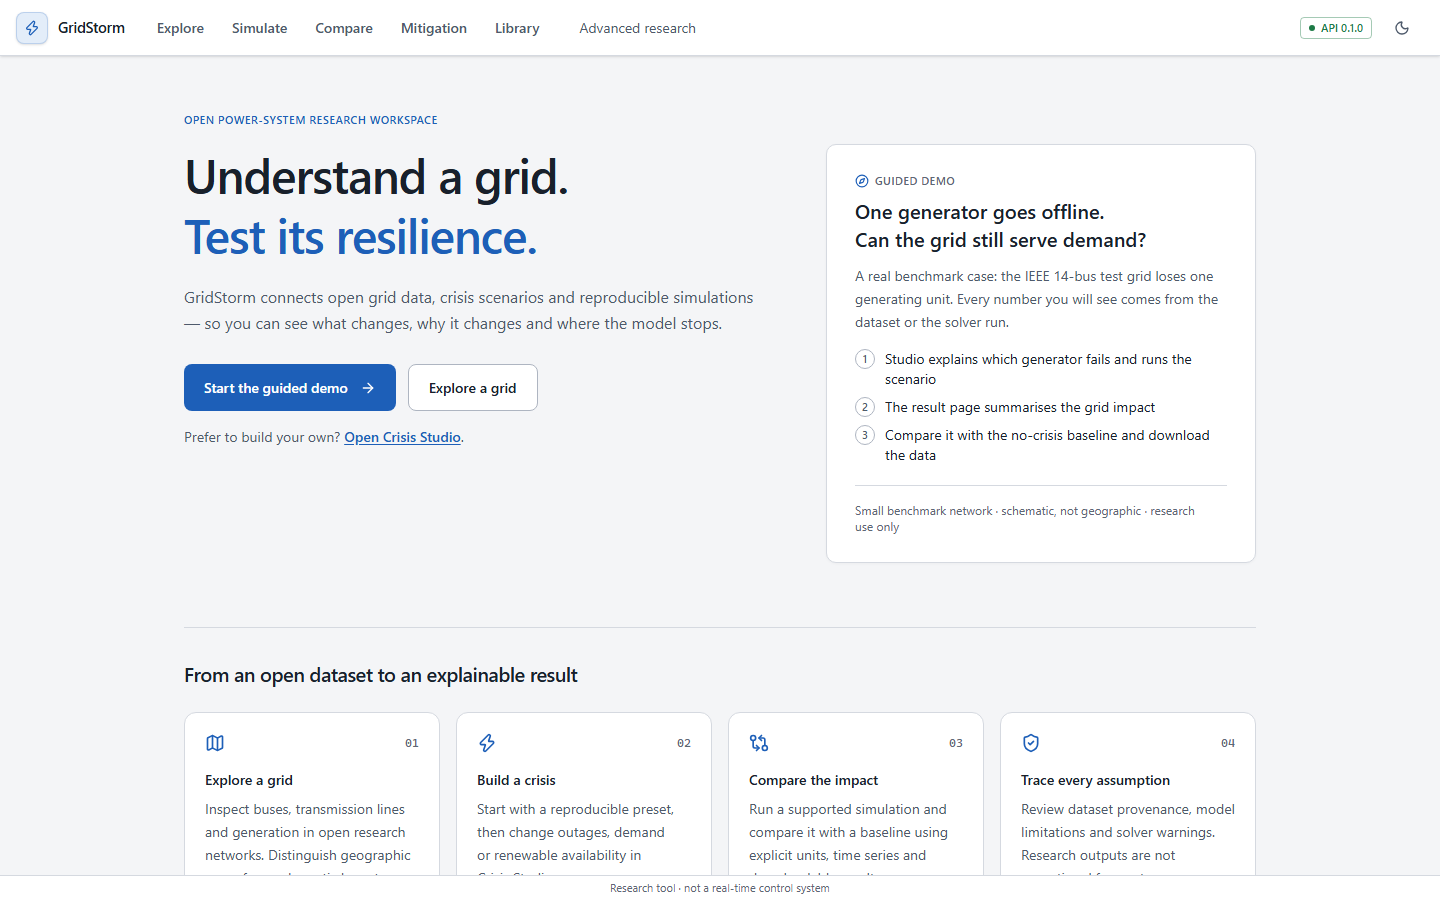 GridStorm
Explore
Simulate
Compare
Mitigation
Library
Advanced research
API 0.1.0
OPEN POWER-SYSTEM RESEARCH WORKSPACE
Understand a grid.
Test its resilience.
GridStorm connects open grid data, crisis scenarios and reproducible simulations
— so you can see what changes, why it changes and where the model stops.
Start the guided demo
Explore a grid
Prefer to build your own? Open Crisis Studio.
GUIDED DEMO
One generator goes offline.
Can the grid still serve demand?
A real benchmark case: the IEEE 14-bus test grid loses one
generating unit. Every number you will see comes from the
dataset or the solver run.
1 Studio explains which generator fails and runs the
scenario
2 The result page summarises the grid impact
3 Compare it with the no-crisis baseline and download
the data
Small benchmark network · schematic, not geographic · research
use only
From an open dataset to an explainable result
01
Explore a grid
Inspect buses, transmission lines
and generation in open research
networks. Distinguish geographic
02
Build a crisis
Start with a reproducible preset,
then change outages, demand
or renewable availability in
03
Compare the impact
Run a supported simulation and
compare it with a baseline using
explicit units, time series and
04
Trace every assumption
Review dataset provenance, model
limitations and solver warnings.
Research outputs are not
Research tool · not a real-time control system